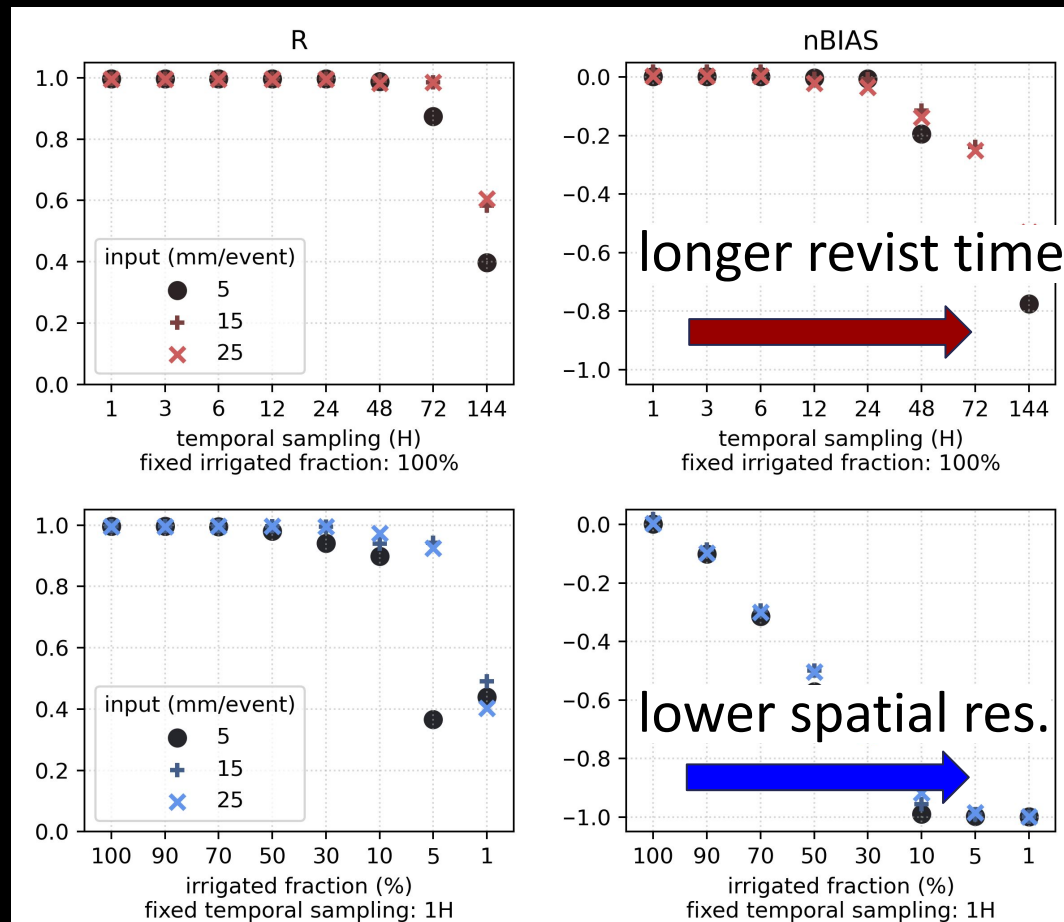 R
1.0
0.8
0.6
0.4
0.2
0.0
input (mm/event)
5
15
25
1 3 6 12 24 48 72 144
temporal sampling (H)
fixed irrigated fraction: 100%
nBIAS
0.0
−0.2
−0.4
−0.6
−0.8
−1.0
longer revist time
1 3 6 12 24 48 72 144
temporal sampling (H)
fixed irrigated fraction: 100%
1.0
0.8
0.6
0.4
0.2
0.0
input (mm/event)
5
15
25
100 90 70 50 30 10 5 1
irrigated fraction (%)
fixed temporal sampling: 1H
0.0
−0.2
−0.4
−0.6
−0.8
−1.0
lower spatial res.
100 90 70 50 30 10 5 1
irrigated fraction (%)
fixed temporal sampling: 1H